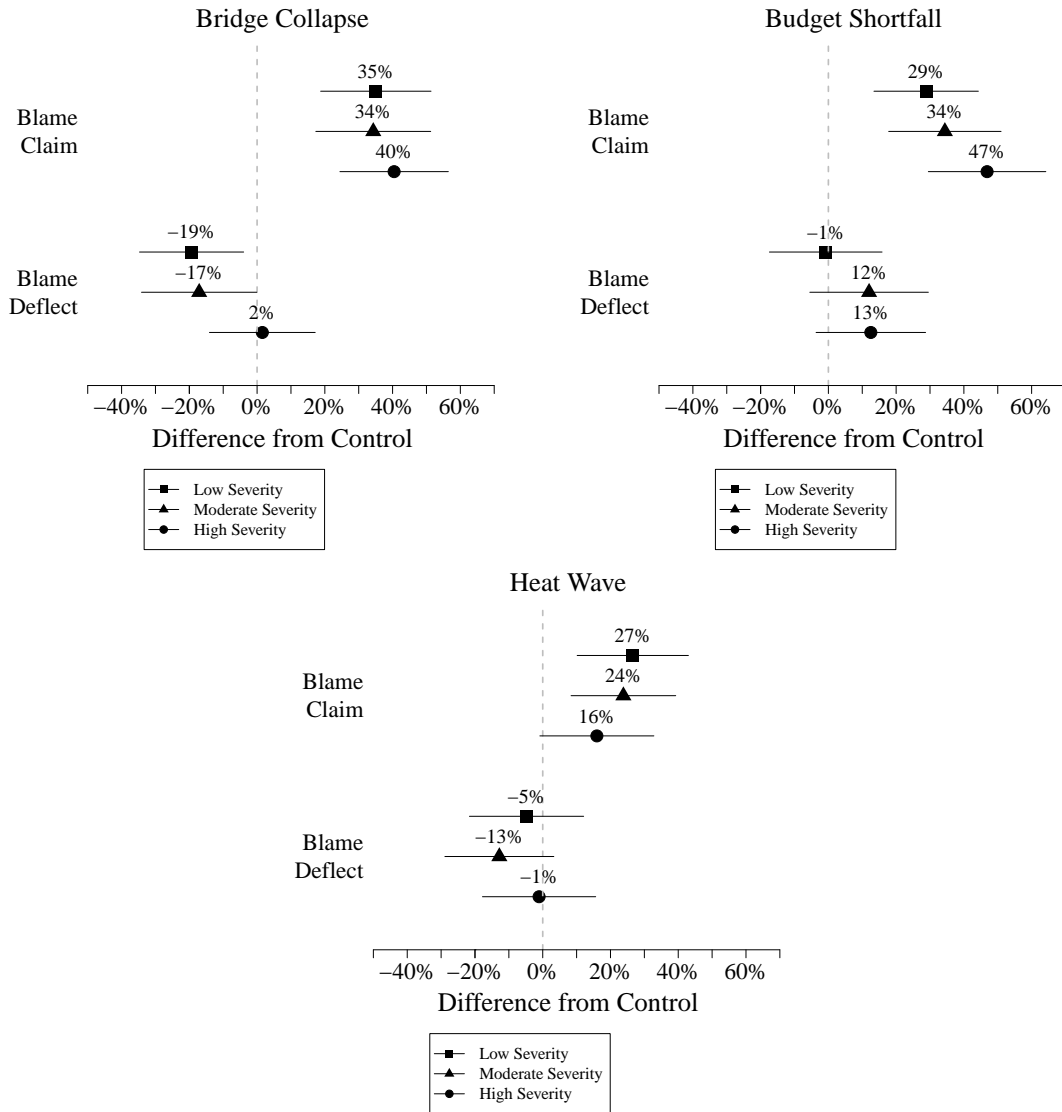 Bridge Collapse
35%
Blame
Claim
34%
40%
−19%
Blame
Deflect
−17%
2%
−40% −20% 0% 20% 40% 60%
Difference from Control
Low Severity
Moderate Severity
High Severity
Budget Shortfall
29%
Blame
Claim
34%
47%
−1%
Blame
Deflect
12%
13%
−40% −20% 0% 20% 40% 60%
Difference from Control
Low Severity
Moderate Severity
High Severity
Heat Wave
27%
Blame
Claim
24%
16%
−5%
Blame
Deflect
−13%
−1%
−40% −20% 0% 20% 40% 60%
Difference from Control
Low Severity
Moderate Severity
High Severity